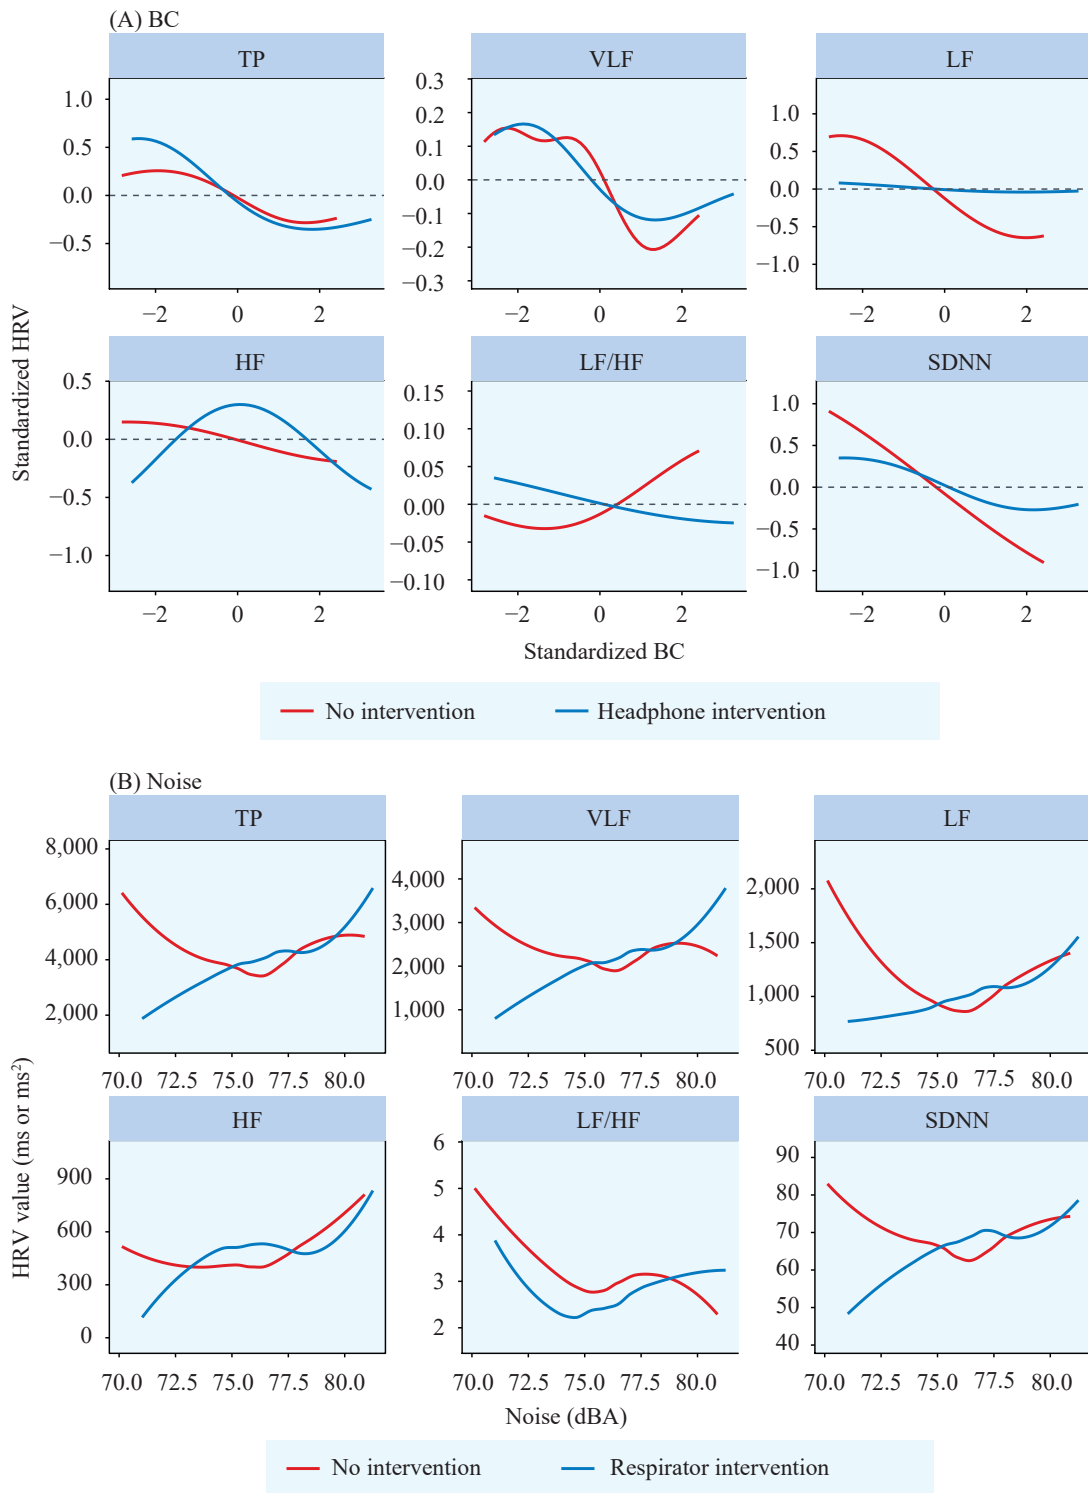 (A) BC
TP VLF LF
1.0
0.5
0.0
−0.5
−2 0 2
0.3
0.2
0.1
0.0
−0.1
−0.2
−0.3
−2 0 2
1.0
0.5
0.0
−0.5
−1.0
−2 0 2
Standardized HRV
HF LF/HF SDNN
0.5
0.0
−0.5
−1.0
−2 0 2
0.15
0.10
0.05
0.00
−0.05
−0.10
−2 0 2
1.0
0.5
0.0
−0.5
−1.0
−2 0 2
Standardized BC
No intervention Headphone intervention
(B) Noise
TP VLF LF
8,000
6,000
4,000
2,000
70.0 72.5 75.0 77.5 80.0
4,000
3,000
2,000
1,000
70.0 72.5 75.0 77.5 80.0
2,000
1,500
1,000
500
70.0 72.5 75.0 77.5 80.0
HRV value (ms or ms²)
HF LF/HF SDNN
900
600
300
0
70.0 72.5 75.0 77.5 80.0
6
5
4
3
2
70.0 72.5 75.0 77.5 80.0
90
80
70
60
50
40
70.0 72.5 75.0 77.5 80.0
Noise (dBA)
No intervention Respirator intervention